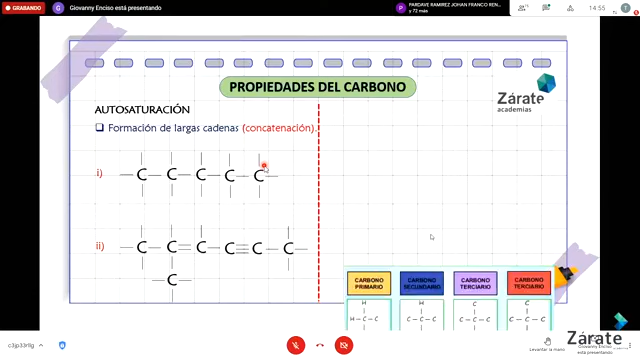 GRABANDO
Giovanny Enciso está presentando
PARDAVE RAMIREZ JOHAN FRANCO REN...
y 72 más
14:55
PROPIEDADES DEL CARBONO
Zárate
academias
AUTOSATURACIÓN
Formación de largas cadenas (concatenación).
i) C C C C C
ii) C C C C C C
C
CARBONO PRIMARIO
CARBONO SECUNDARIO
CARBONO TERCIARIO
CARBONO TERCIARIO
H H C C
H-C-C C-C-C C-C-C C-C-C
Levantar la mano
Giovanny Enciso
está presentando
Zárate